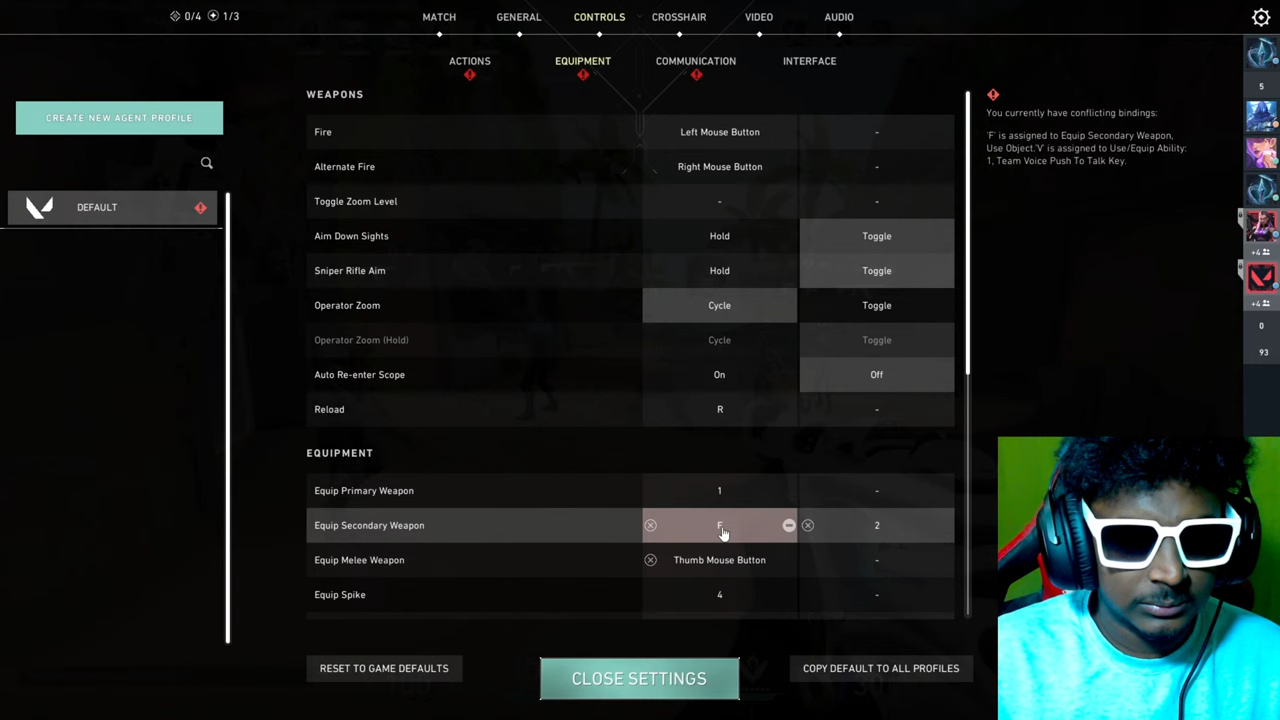 0/4 1/3
MATCH GENERAL CONTROLS CROSSHAIR VIDEO AUDIO
ACTIONS EQUIPMENT COMMUNICATION INTERFACE
CREATE NEW AGENT PROFILE
DEFAULT
WEAPONS
Fire Left Mouse Button -
Alternate Fire Right Mouse Button -
Toggle Zoom Level - -
Aim Down Sights Hold Toggle
Sniper Rifle Aim Hold Toggle
Operator Zoom Cycle Toggle
Operator Zoom (Hold) Cycle Toggle
Auto Re-enter Scope On Off
Reload R -
EQUIPMENT
Equip Primary Weapon 1 -
Equip Secondary Weapon F 2
Equip Melee Weapon Thumb Mouse Button -
Equip Spike 4 -
RESET TO GAME DEFAULTS
CLOSE SETTINGS
COPY DEFAULT TO ALL PROFILES
You currently have conflicting bindings:
'F' is assigned to Equip Secondary Weapon,
Use Object.'V' is assigned to Use/Equip Ability:
1, Team Voice Push To Talk Key.
5
+4
+4
0
93